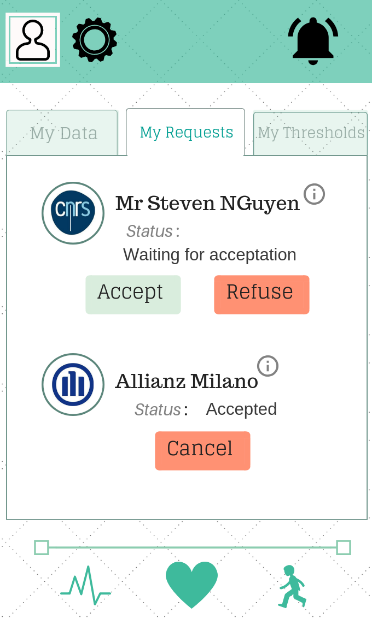 My Data
My Requests
My Thresholds
cnrs
Mr Steven NGuyen
Status :
Waiting for acceptation
Accept
Refuse
Allianz Milano
Status : Accepted
Cancel